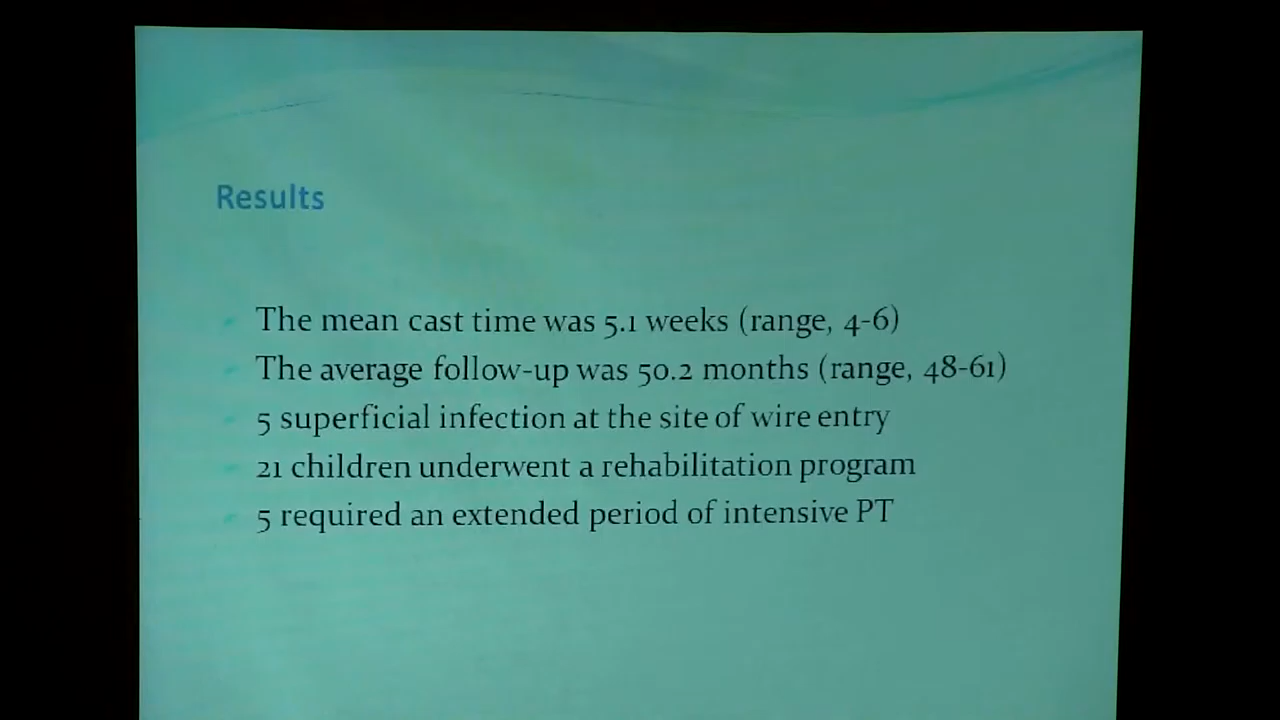 Results
The mean cast time was 5.1 weeks (range, 4-6)
The average follow-up was 50.2 months (range, 48-61)
5 superficial infection at the site of wire entry
21 children underwent a rehabilitation program
5 required an extended period of intensive PT